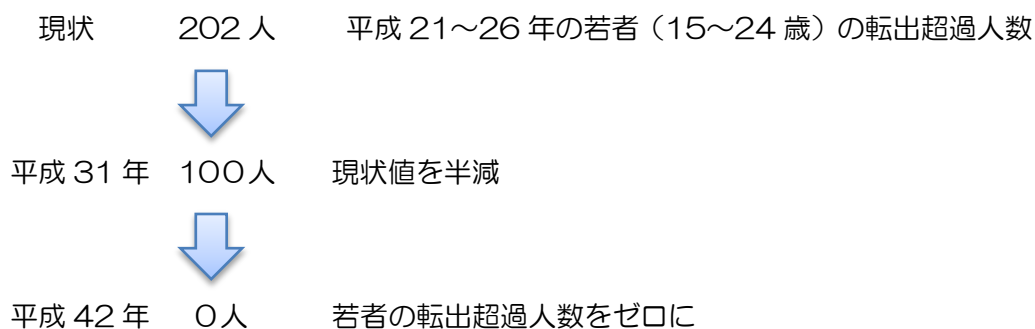 現状 202人 平成21～26年の若者（15～24歳）の転出超過人数
平成31年 100人 現状値を半減
平成42年 0人 若者の転出超過人数をゼロに